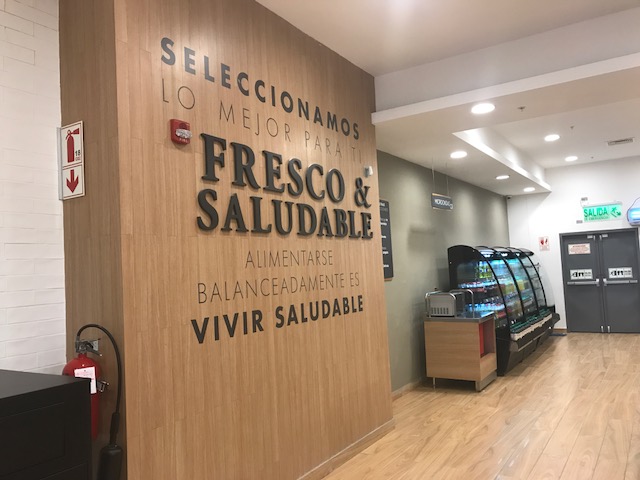 SELECCIONAMOS
LO MEJOR PARA TI
FRESCO &
SALUDABLE
ALIMENTARSE
BALANCEADAMENTE ES
VIVIR SALUDABLE
SALIDA